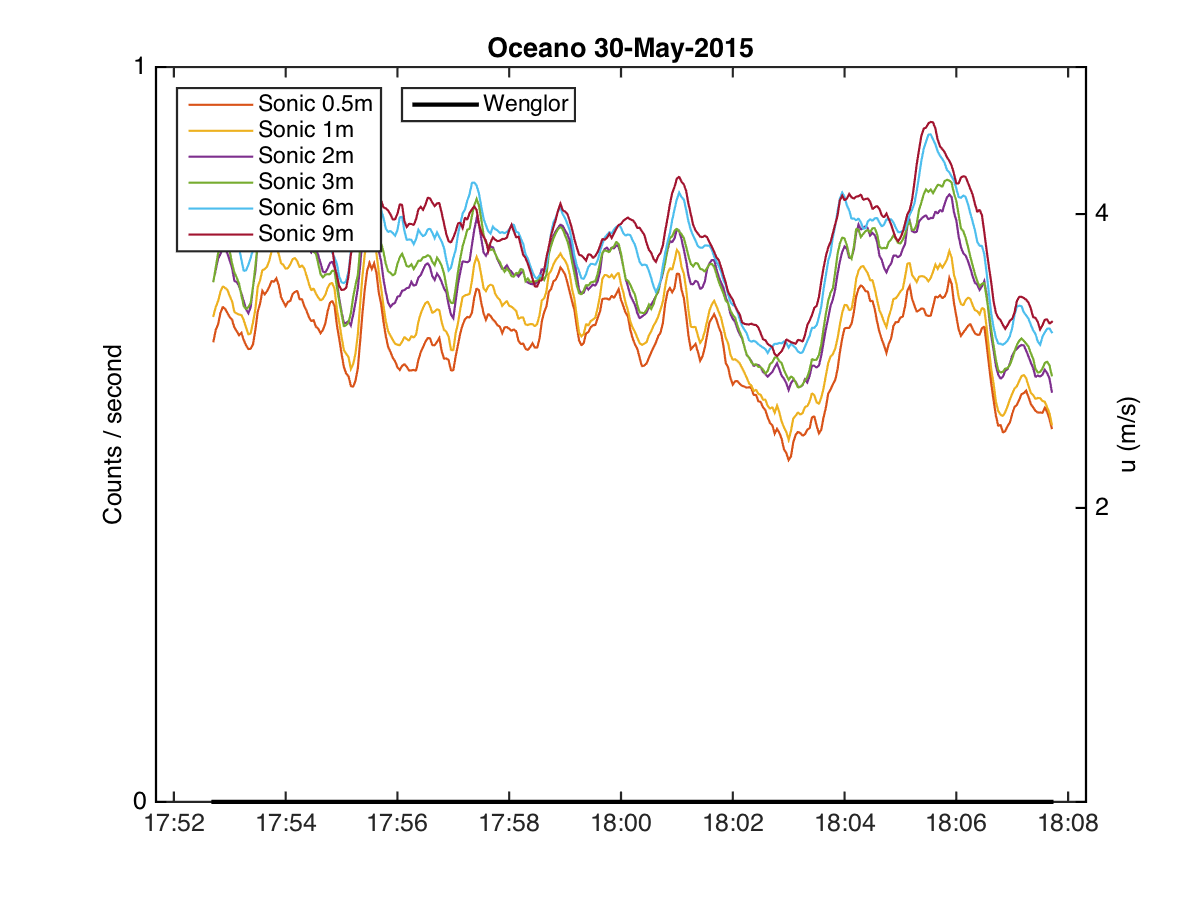 Oceano 30-May-2015
1
Sonic 0.5m
Sonic 1m
Sonic 2m
Sonic 3m
Sonic 6m
Sonic 9m
Wenglor
4
2
Counts / second
u (m/s)
0
17:52 17:54 17:56 17:58 18:00 18:02 18:04 18:06 18:08